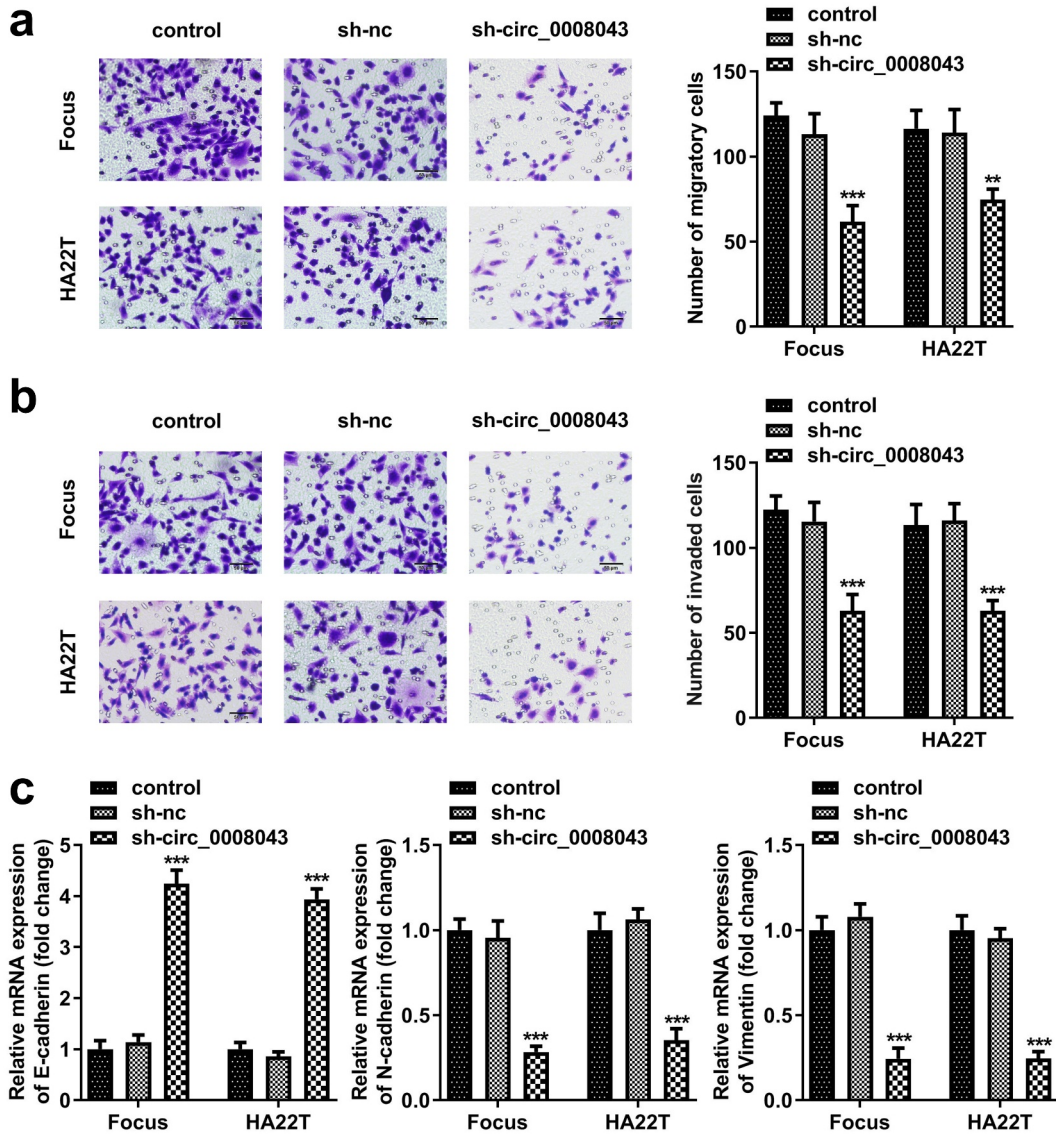 a
control sh-nc sh-circ_0008043
Focus
HA22T
50 µm
control
sh-nc
sh-circ_0008043
Number of migratory cells
150
100
50
0
***
**
Focus HA22T
b
control sh-nc sh-circ_0008043
Focus
HA22T
50 µm
control
sh-nc
sh-circ_0008043
Number of invaded cells
150
100
50
0
***
***
Focus HA22T
c
control
sh-nc
sh-circ_0008043
Relative mRNA expression
of E-cadherin (fold change)
5
4
3
2
1
0
***
***
Focus HA22T
control
sh-nc
sh-circ_0008043
Relative mRNA expression
of N-cadherin (fold change)
1.5
1.0
0.5
0.0
***
***
Focus HA22T
control
sh-nc
sh-circ_0008043
Relative mRNA expression
of Vimentin (fold change)
1.5
1.0
0.5
0.0
***
***
Focus HA22T